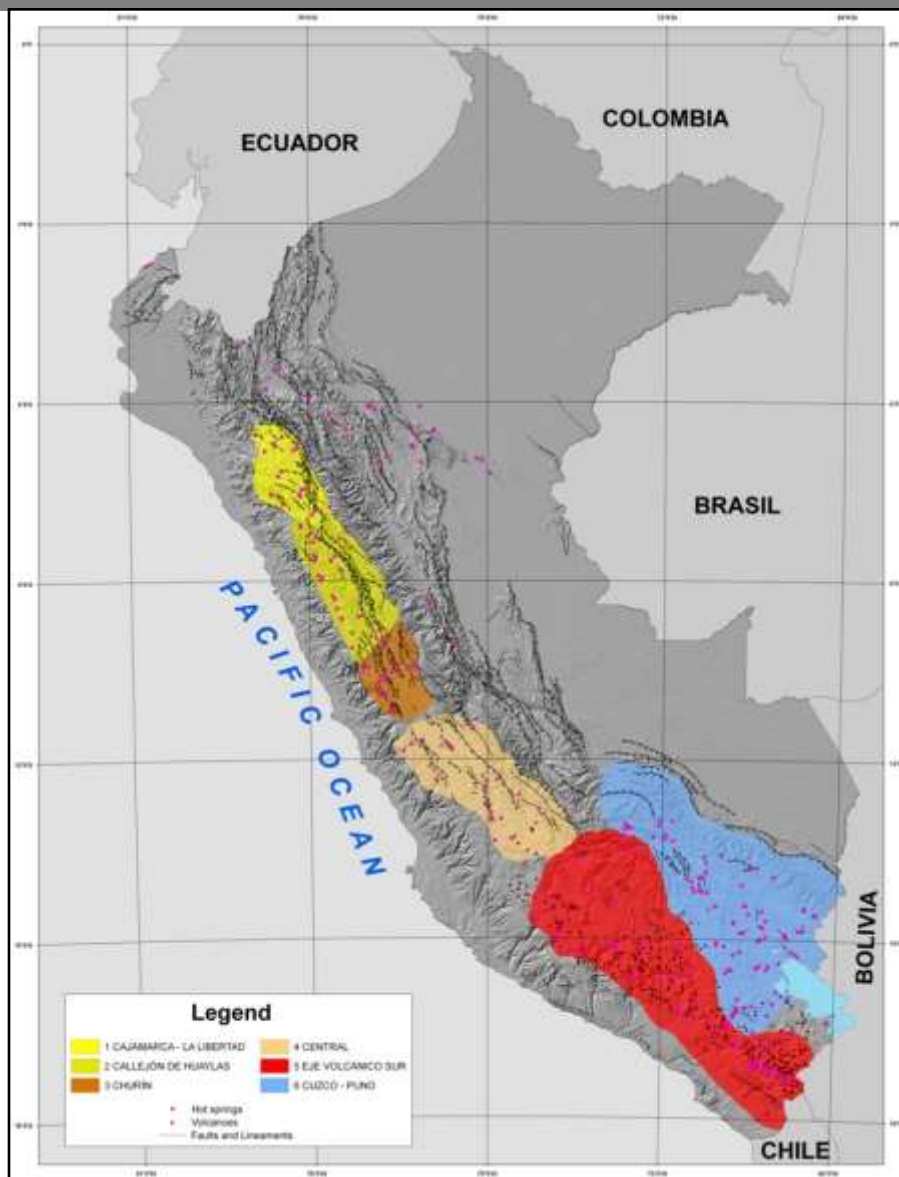 ECUADOR
COLOMBIA
BRASIL
PACIFIC OCEAN
BOLIVIA
CHILE
Legend
1 CAJAMARCA - LA LIBERTAD
2 CALLEJÓN DE HUAYLAS
3 CHURÍN
4 CENTRAL
5 EJE VOLCANICO SUR
6 CUZCO - PUNO
Hot springs
Volcanoes
Faults and Lineaments